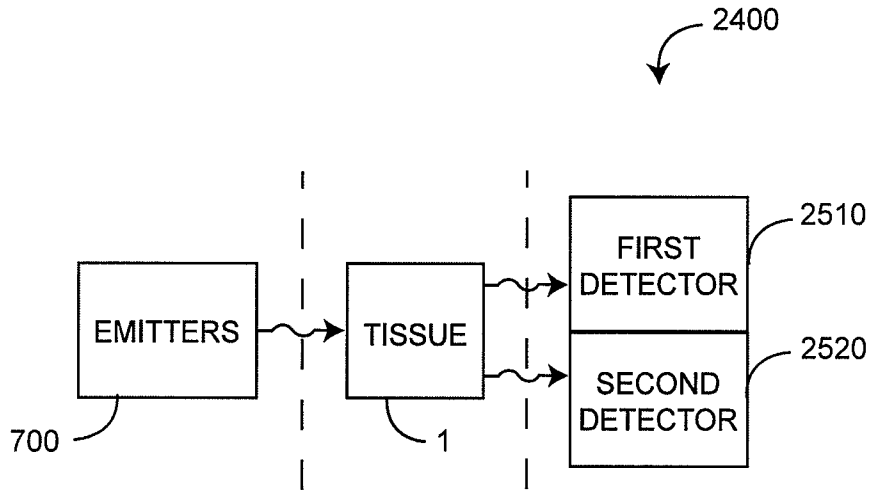 2400
2510
FIRST
DETECTOR
EMITTERS
TISSUE
2520
SECOND
DETECTOR
700
1